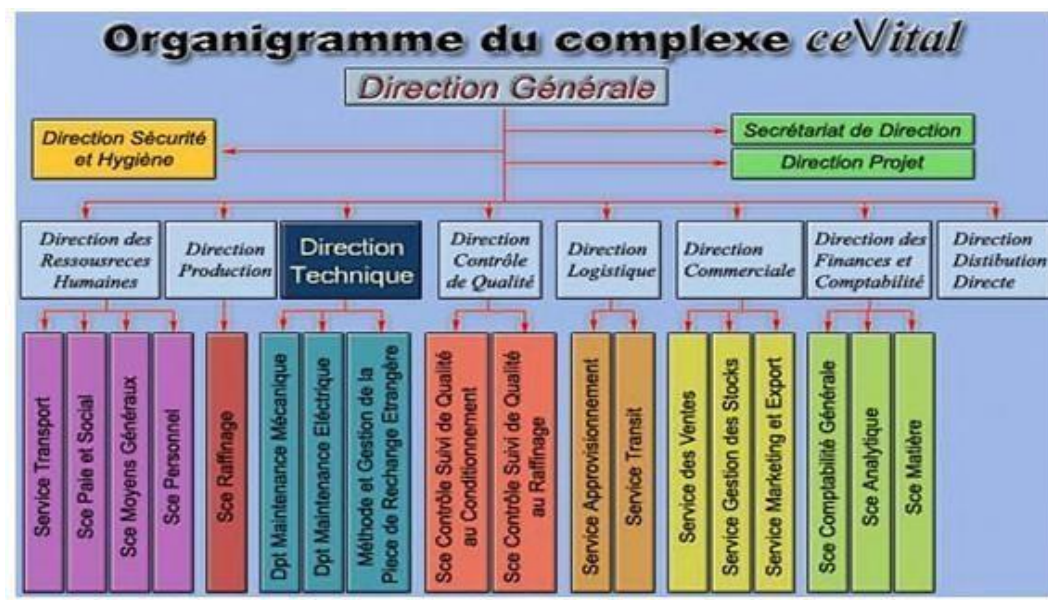 Organigramme du complexe ceVital
Direction Générale
Direction Sécurité
et Hygiène
Secrétariat de Direction
Direction Projet
Direction des
Ressousreces
Humaines
Direction
Production
Direction
Technique
Direction
Contrôle
de Qualité
Direction
Logistique
Direction
Commerciale
Direction des
Finances et
Comptabilité
Direction
Distibution
Directe
Service Transport
Sce Paie et Social
Sce Moyens Généraux
Sce Personnel
Sce Raffinage
Dpt Maintenance Mécanique
Dpt Maintenance Eléctrique
Méthode et Gestion de la
Piece de Rechange Etrangère
Sce Contrôle Suivi de Qualité
au Conditionnement
Sce Contrôle Suivi de Qualité
au Raffinage
Service Approvisionnement
Service Transit
Service des Ventes
Service Gestion des Stocks
Service Marketing et Export
Sce Comptabilité Générale
Sce Analytique
Sce Matière